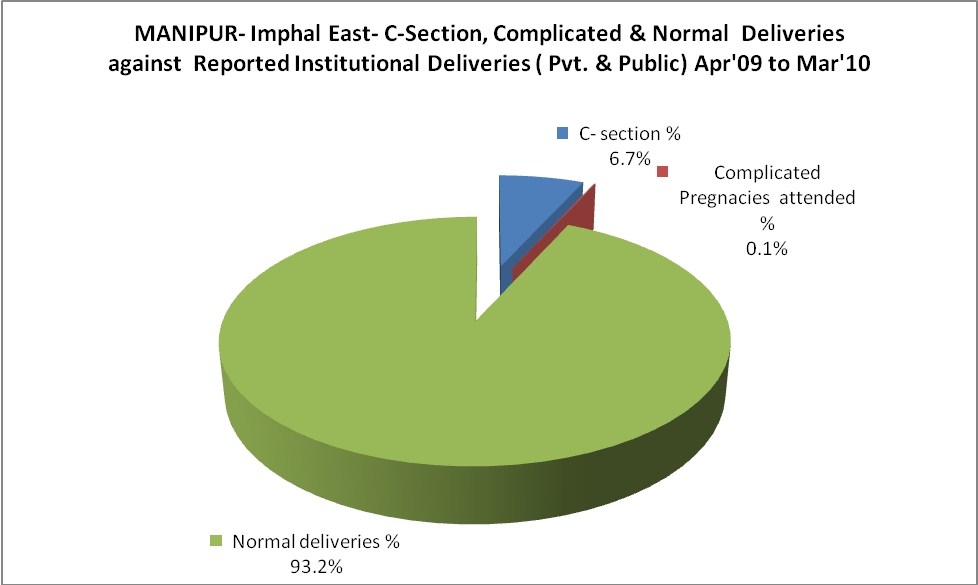 MANIPUR- Imphal East- C-Section, Complicated & Normal Deliveries
against Reported Institutional Deliveries ( Pvt. & Public) Apr'09 to Mar'10
C- section %
6.7%
Complicated
Pregnacies attended
%
0.1%
Normal deliveries %
93.2%